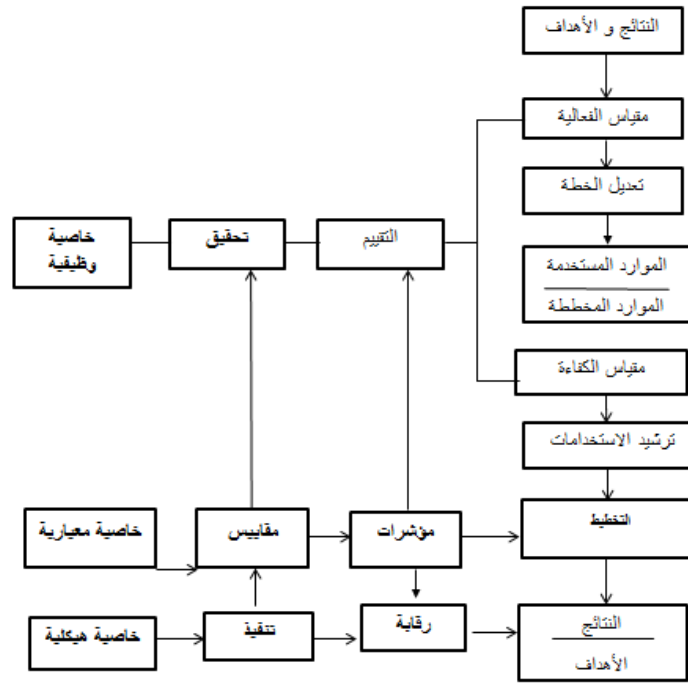 النتائج و الأهداف
مقياس الفعالية
تعديل الخطة
خاصية
وظيفية
تحقيق
التقييم
الموارد المستخدمة
الموارد المخططة
مقياس الكفاءة
ترشيد الاستخدامات
خاصية معيارية
مقاييس
مؤشرات
التخطيط
خاصية هيكلية
تنفيذ
رقابة
النتائج
الأهداف